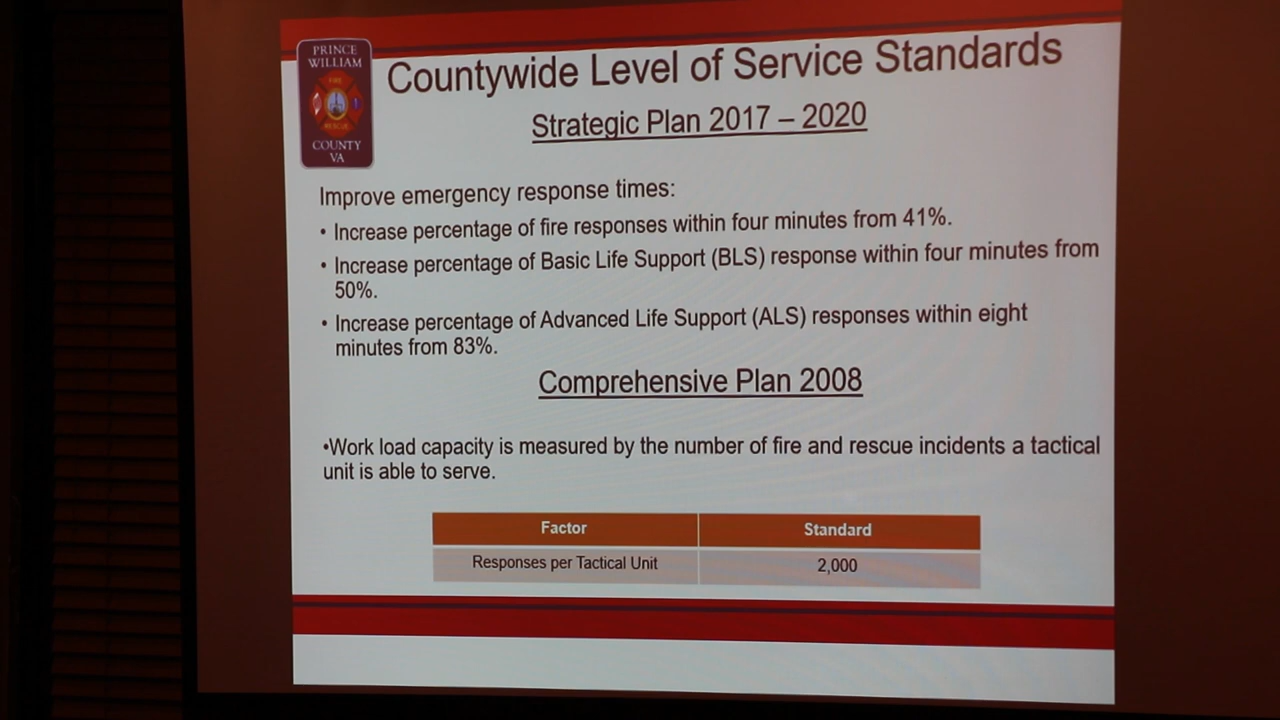 PRINCE
WILLIAM
FIRE
RESCUE
COUNTY
VA
Countywide Level of Service Standards
Strategic Plan 2017 – 2020
Improve emergency response times:
• Increase percentage of fire responses within four minutes from 41%.
• Increase percentage of Basic Life Support (BLS) response within four minutes from
50%.
• Increase percentage of Advanced Life Support (ALS) responses within eight
minutes from 83%.
Comprehensive Plan 2008
•Work load capacity is measured by the number of fire and rescue incidents a tactical
unit is able to serve.
Factor Standard
Responses per Tactical Unit 2,000